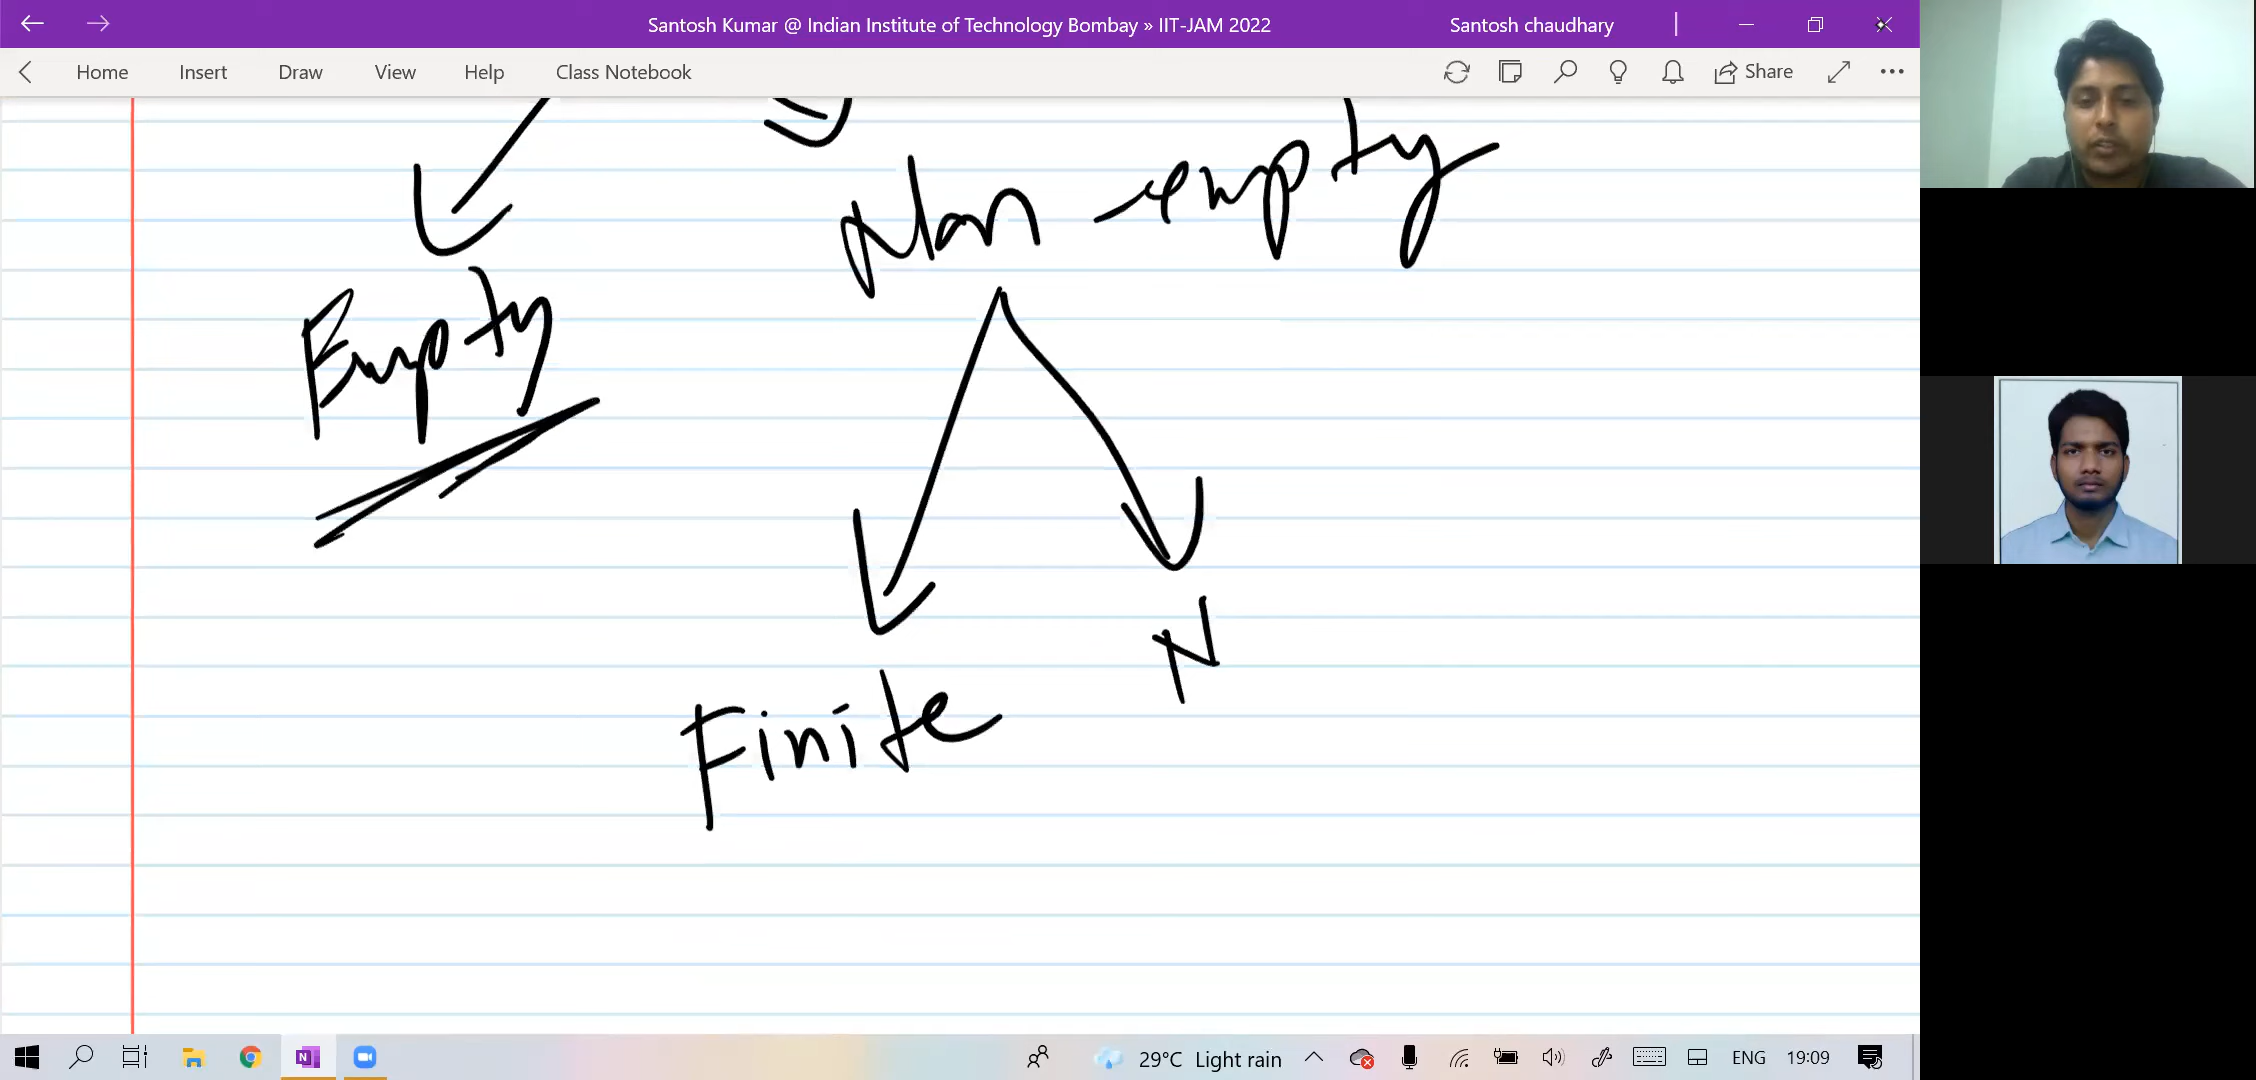 Santosh Kumar @ Indian Institute of Technology Bombay » IIT-JAM 2022
Santosh chaudhary
Home Insert Draw View Help Class Notebook
Share
Non-empty
Empty
N
Finite
29°C Light rain
ENG
19:09